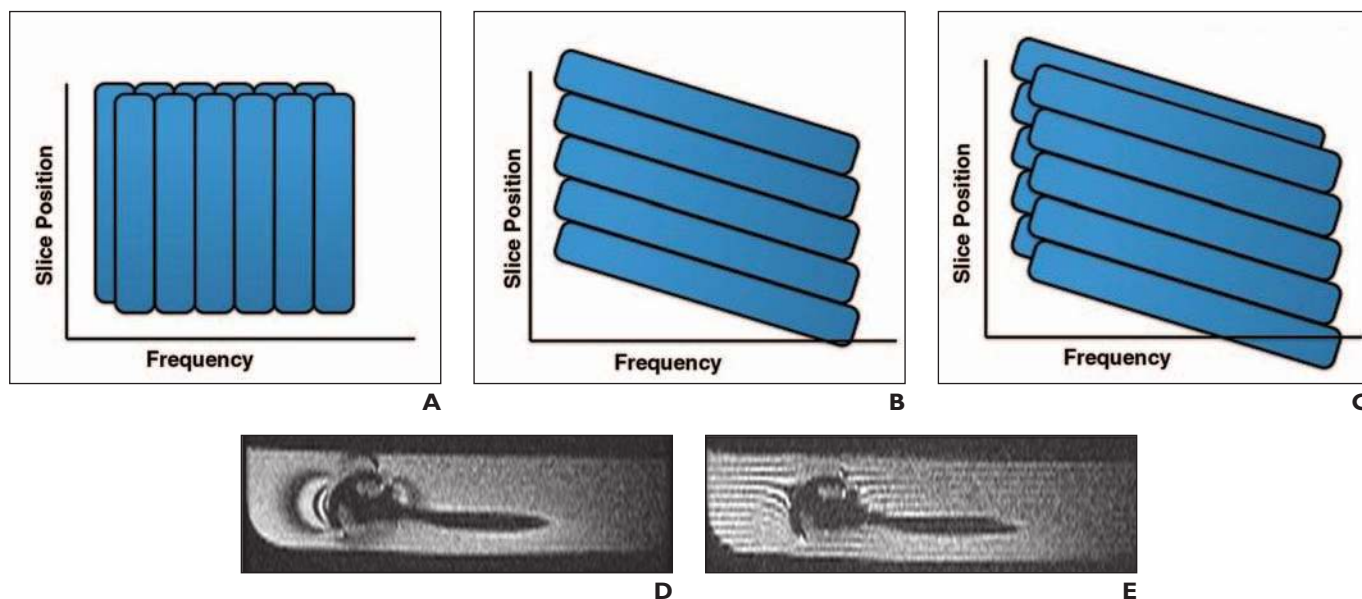 Slice Position
Frequency
A
Slice Position
Frequency
B
Slice Position
Frequency
C
D
E